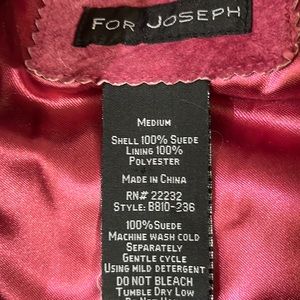 FOR JOSEPH
MEDIUM
SHELL 100% SUEDE
LINING 100%
POLYESTER
MADE IN CHINA
RN# 22232
STYLE: B810-236
100%SUEDE
MACHINE WASH COLD
SEPARATELY
GENTLE CYCLE
USING MILD DETERGENT
DO NOT BLEACH
TUMBLE DRY LOW